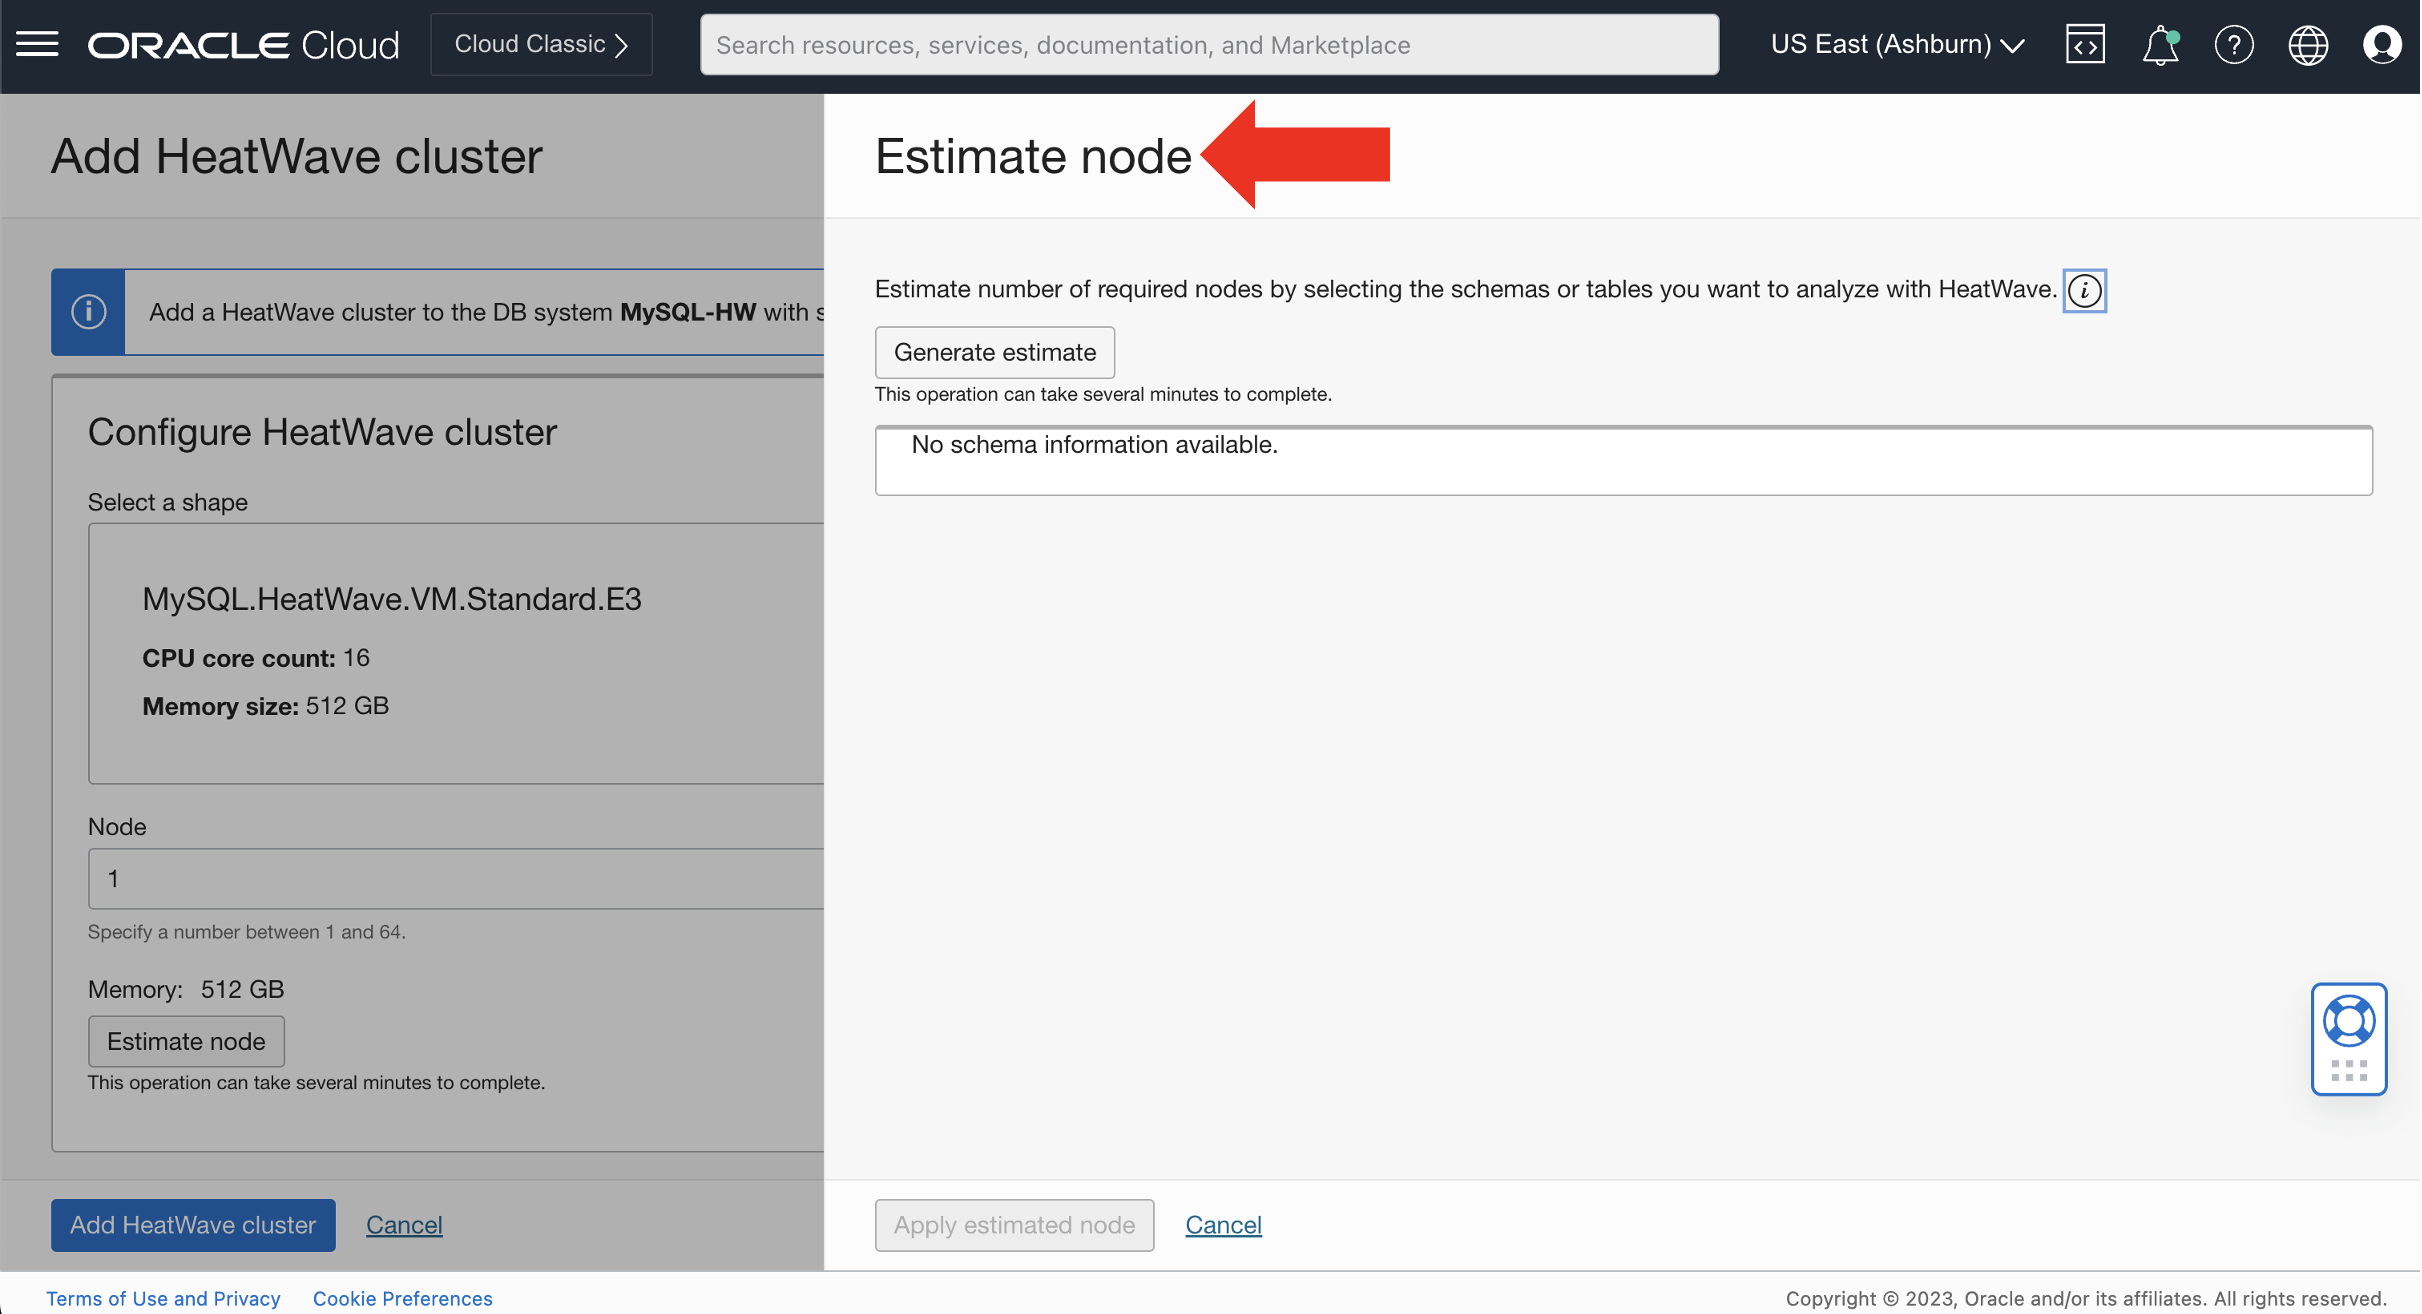 ORACLE Cloud
Cloud Classic
Search resources, services, documentation, and Marketplace
US East (Ashburn)
Add HeatWave cluster
Add a HeatWave cluster to the DB system MySQL-HW with s
Configure HeatWave cluster
Select a shape
MySQL.HeatWave.VM.Standard.E3
CPU core count: 16
Memory size: 512 GB
Node
1
Specify a number between 1 and 64.
Memory: 512 GB
Estimate node
This operation can take several minutes to complete.
Add HeatWave cluster
Cancel
Estimate node
Estimate number of required nodes by selecting the schemas or tables you want to analyze with HeatWave.
Generate estimate
This operation can take several minutes to complete.
No schema information available.
Apply estimated node
Cancel
Terms of Use and Privacy
Cookie Preferences
Copyright © 2023, Oracle and/or its affiliates. All rights reserved.